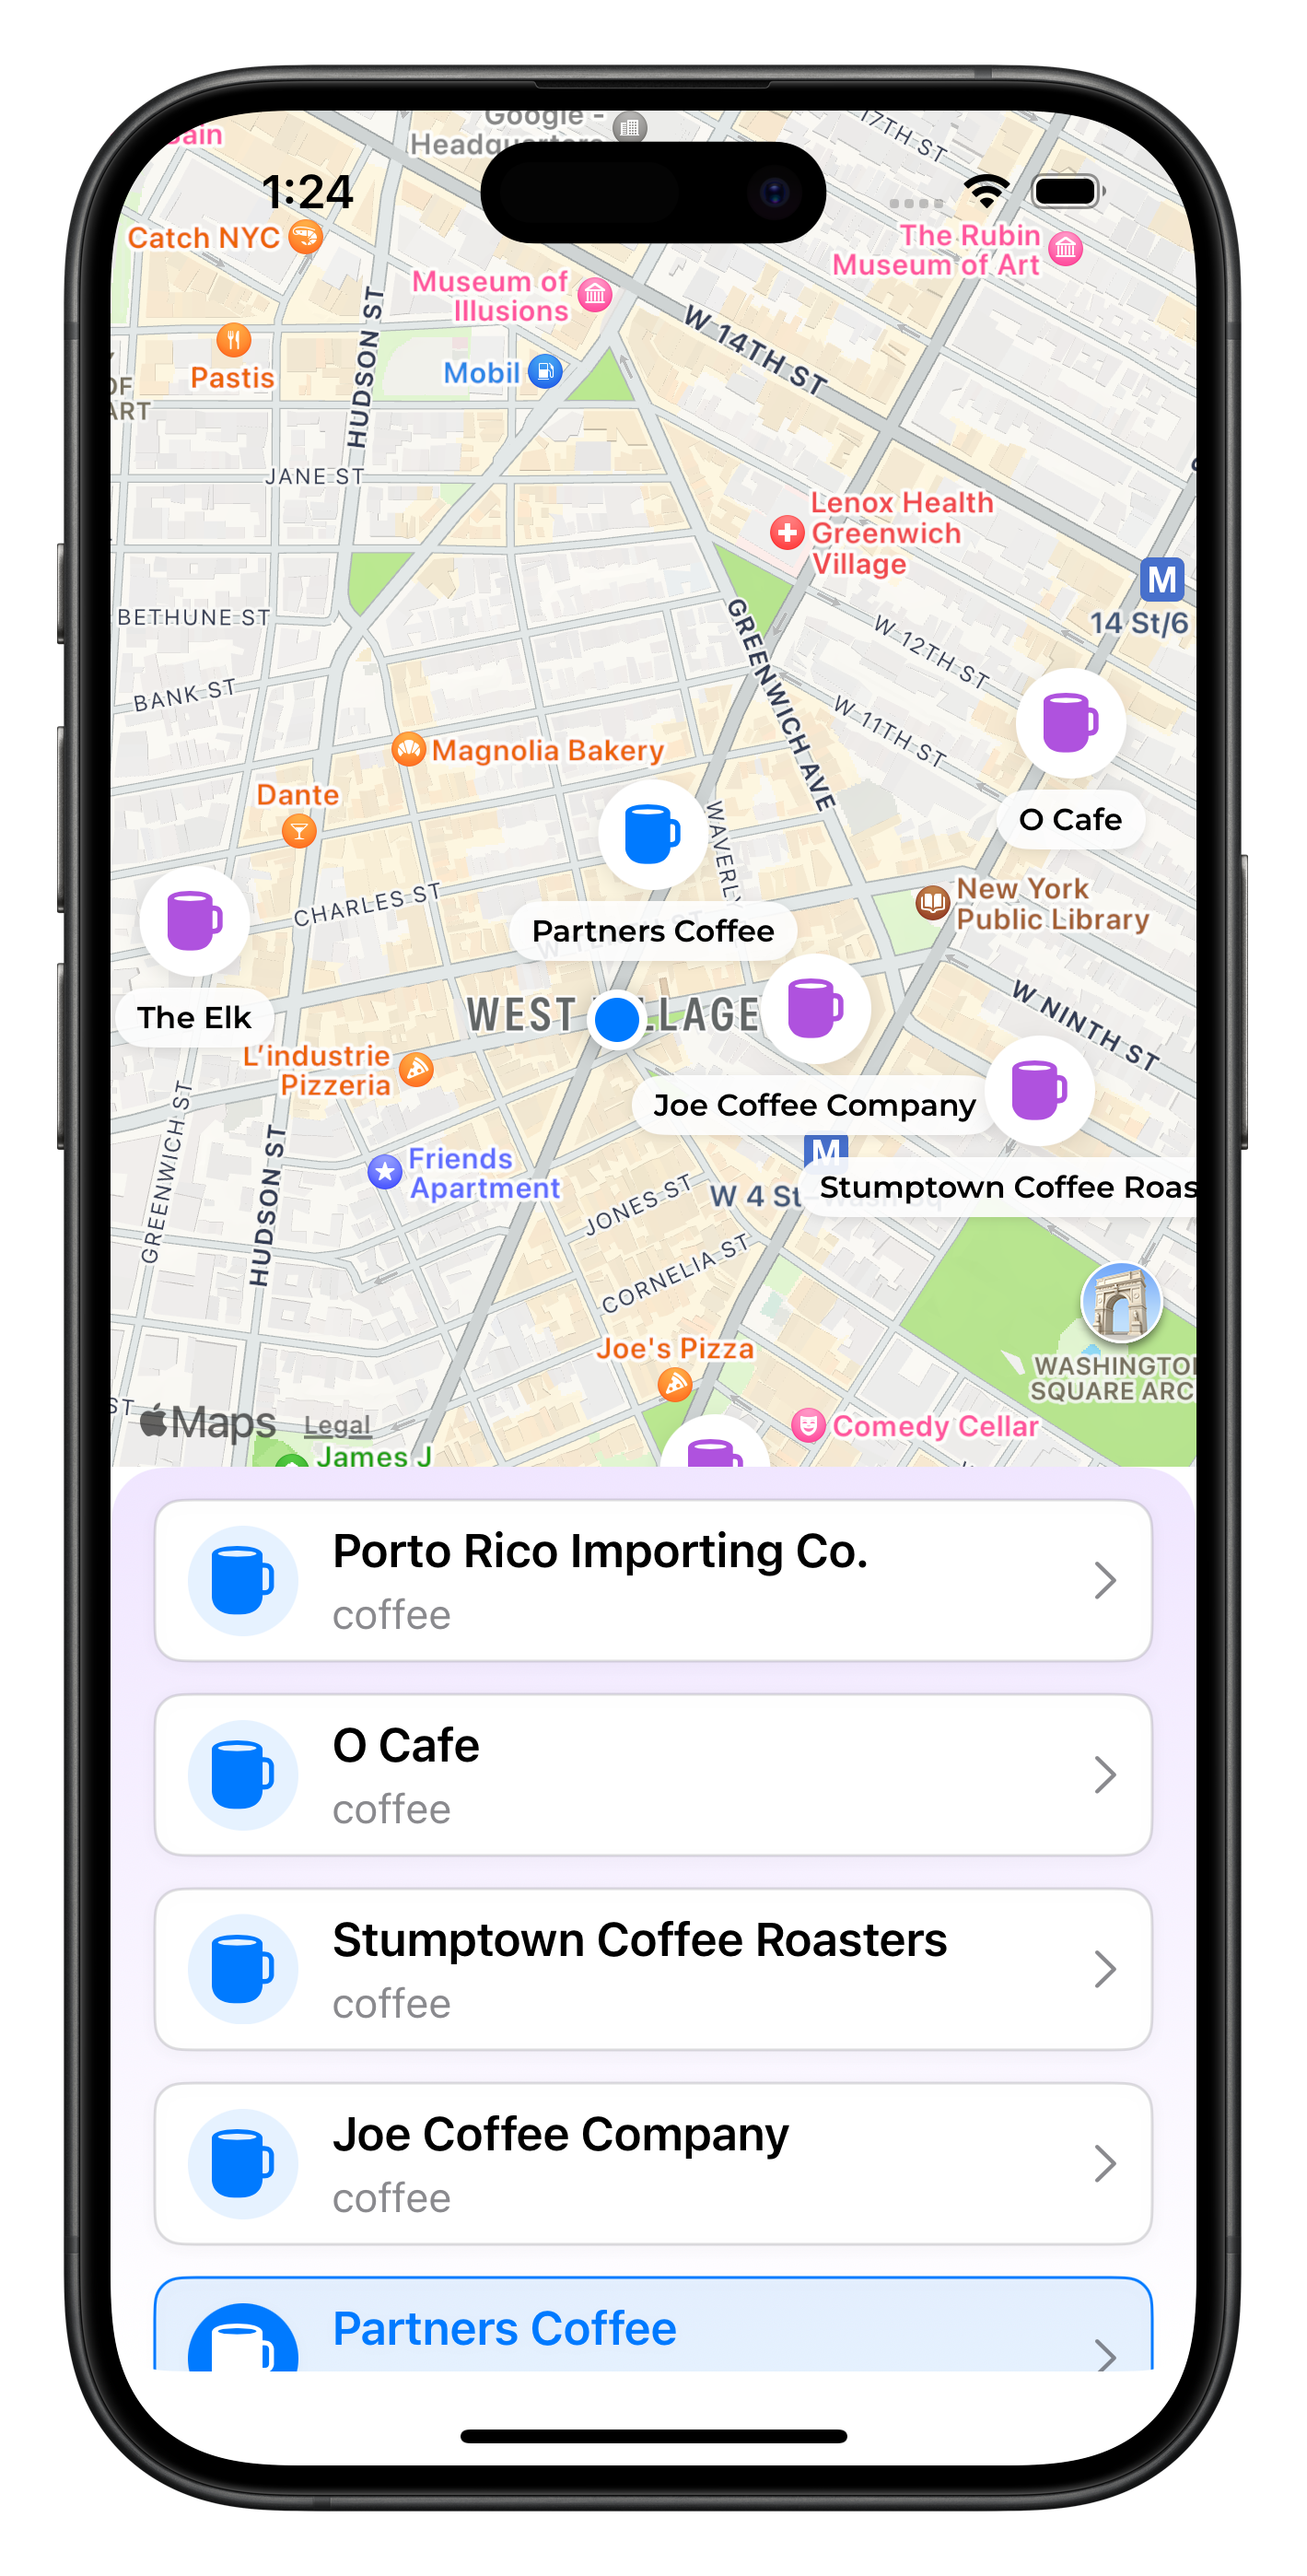 Google -
Headquarters
17TH ST
1:24
Catch NYC
The Rubin
Museum of Art
Museum of
Illusions
HUDSON ST
W 14TH ST
Pastis
Mobil
OF
ART
JANE ST
Lenox Health
Greenwich
Village
M
14 St/6
BETHUNE ST
GREENWICH AVE
W 12TH ST
BANK ST
W 11TH ST
Magnolia Bakery
Dante
WAVERLY
O Cafe
CHARLES ST
New York
Public Library
Partners Coffee
The Elk
WEST VILLAGE
W NINTH ST
L'industrie
Pizzeria
Joe Coffee Company
GREENWICH ST
HUDSON ST
M
Friends
Apartment
JONES ST
W 4 St
Stumptown Coffee Roas
CORNELIA ST
Joe's Pizza
WASHINGTO
SQUARE ARC
ST
Maps
Legal
Comedy Cellar
James J
Porto Rico Importing Co.
coffee
O Cafe
coffee
Stumptown Coffee Roasters
coffee
Joe Coffee Company
coffee
Partners Coffee